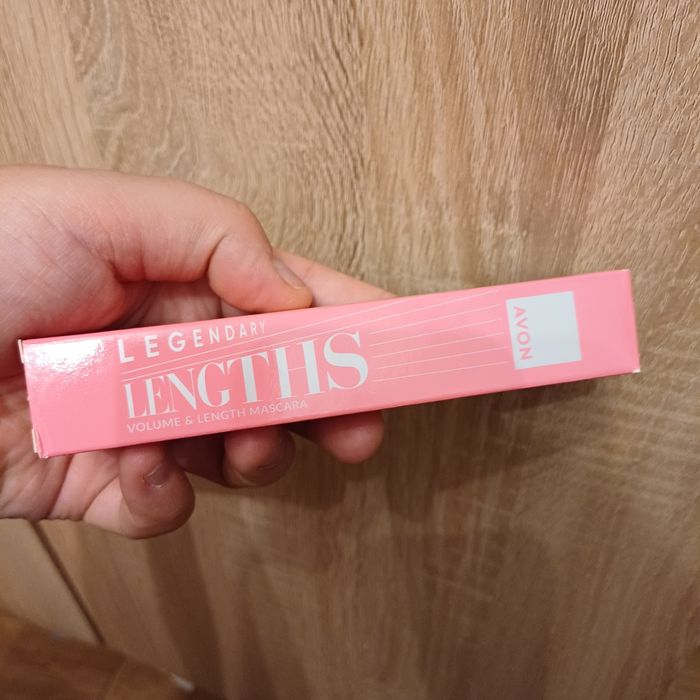 LEGENDARY
LENGTHS
VOLUME & LENGTH MASCARA
AVON